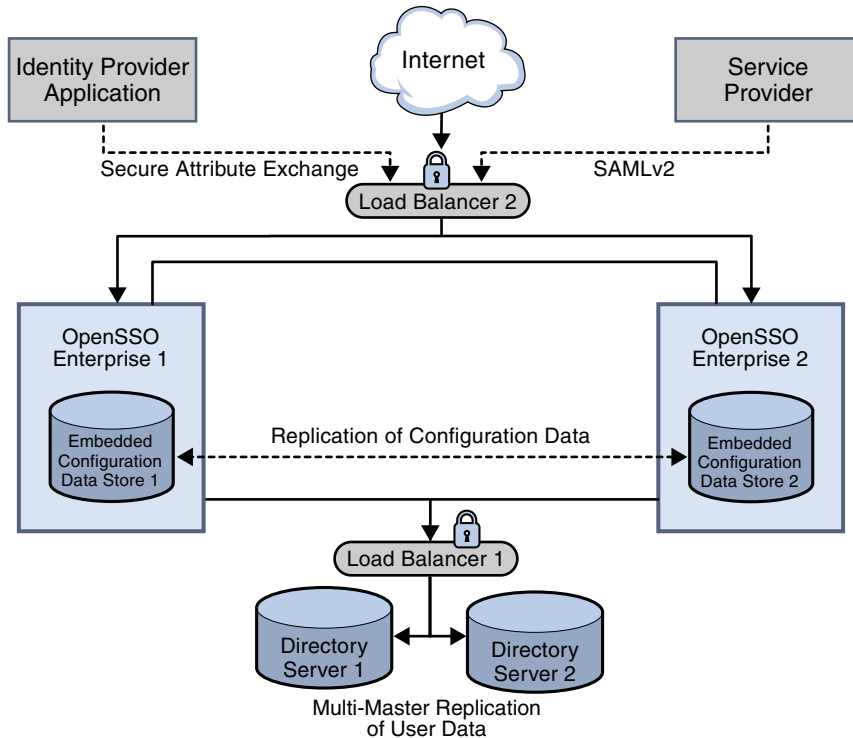 Identity Provider
Application
Internet
Service
Provider
Secure Attribute Exchange
SAMLv2
Load Balancer 2
OpenSSO
Enterprise 1
OpenSSO
Enterprise 2
Embedded
Configuration
Data Store 1
Replication of Configuration Data
Embedded
Configuration
Data Store 2
Load Balancer 1
Directory
Server 1
Directory
Server 2
Multi-Master Replication
of User Data